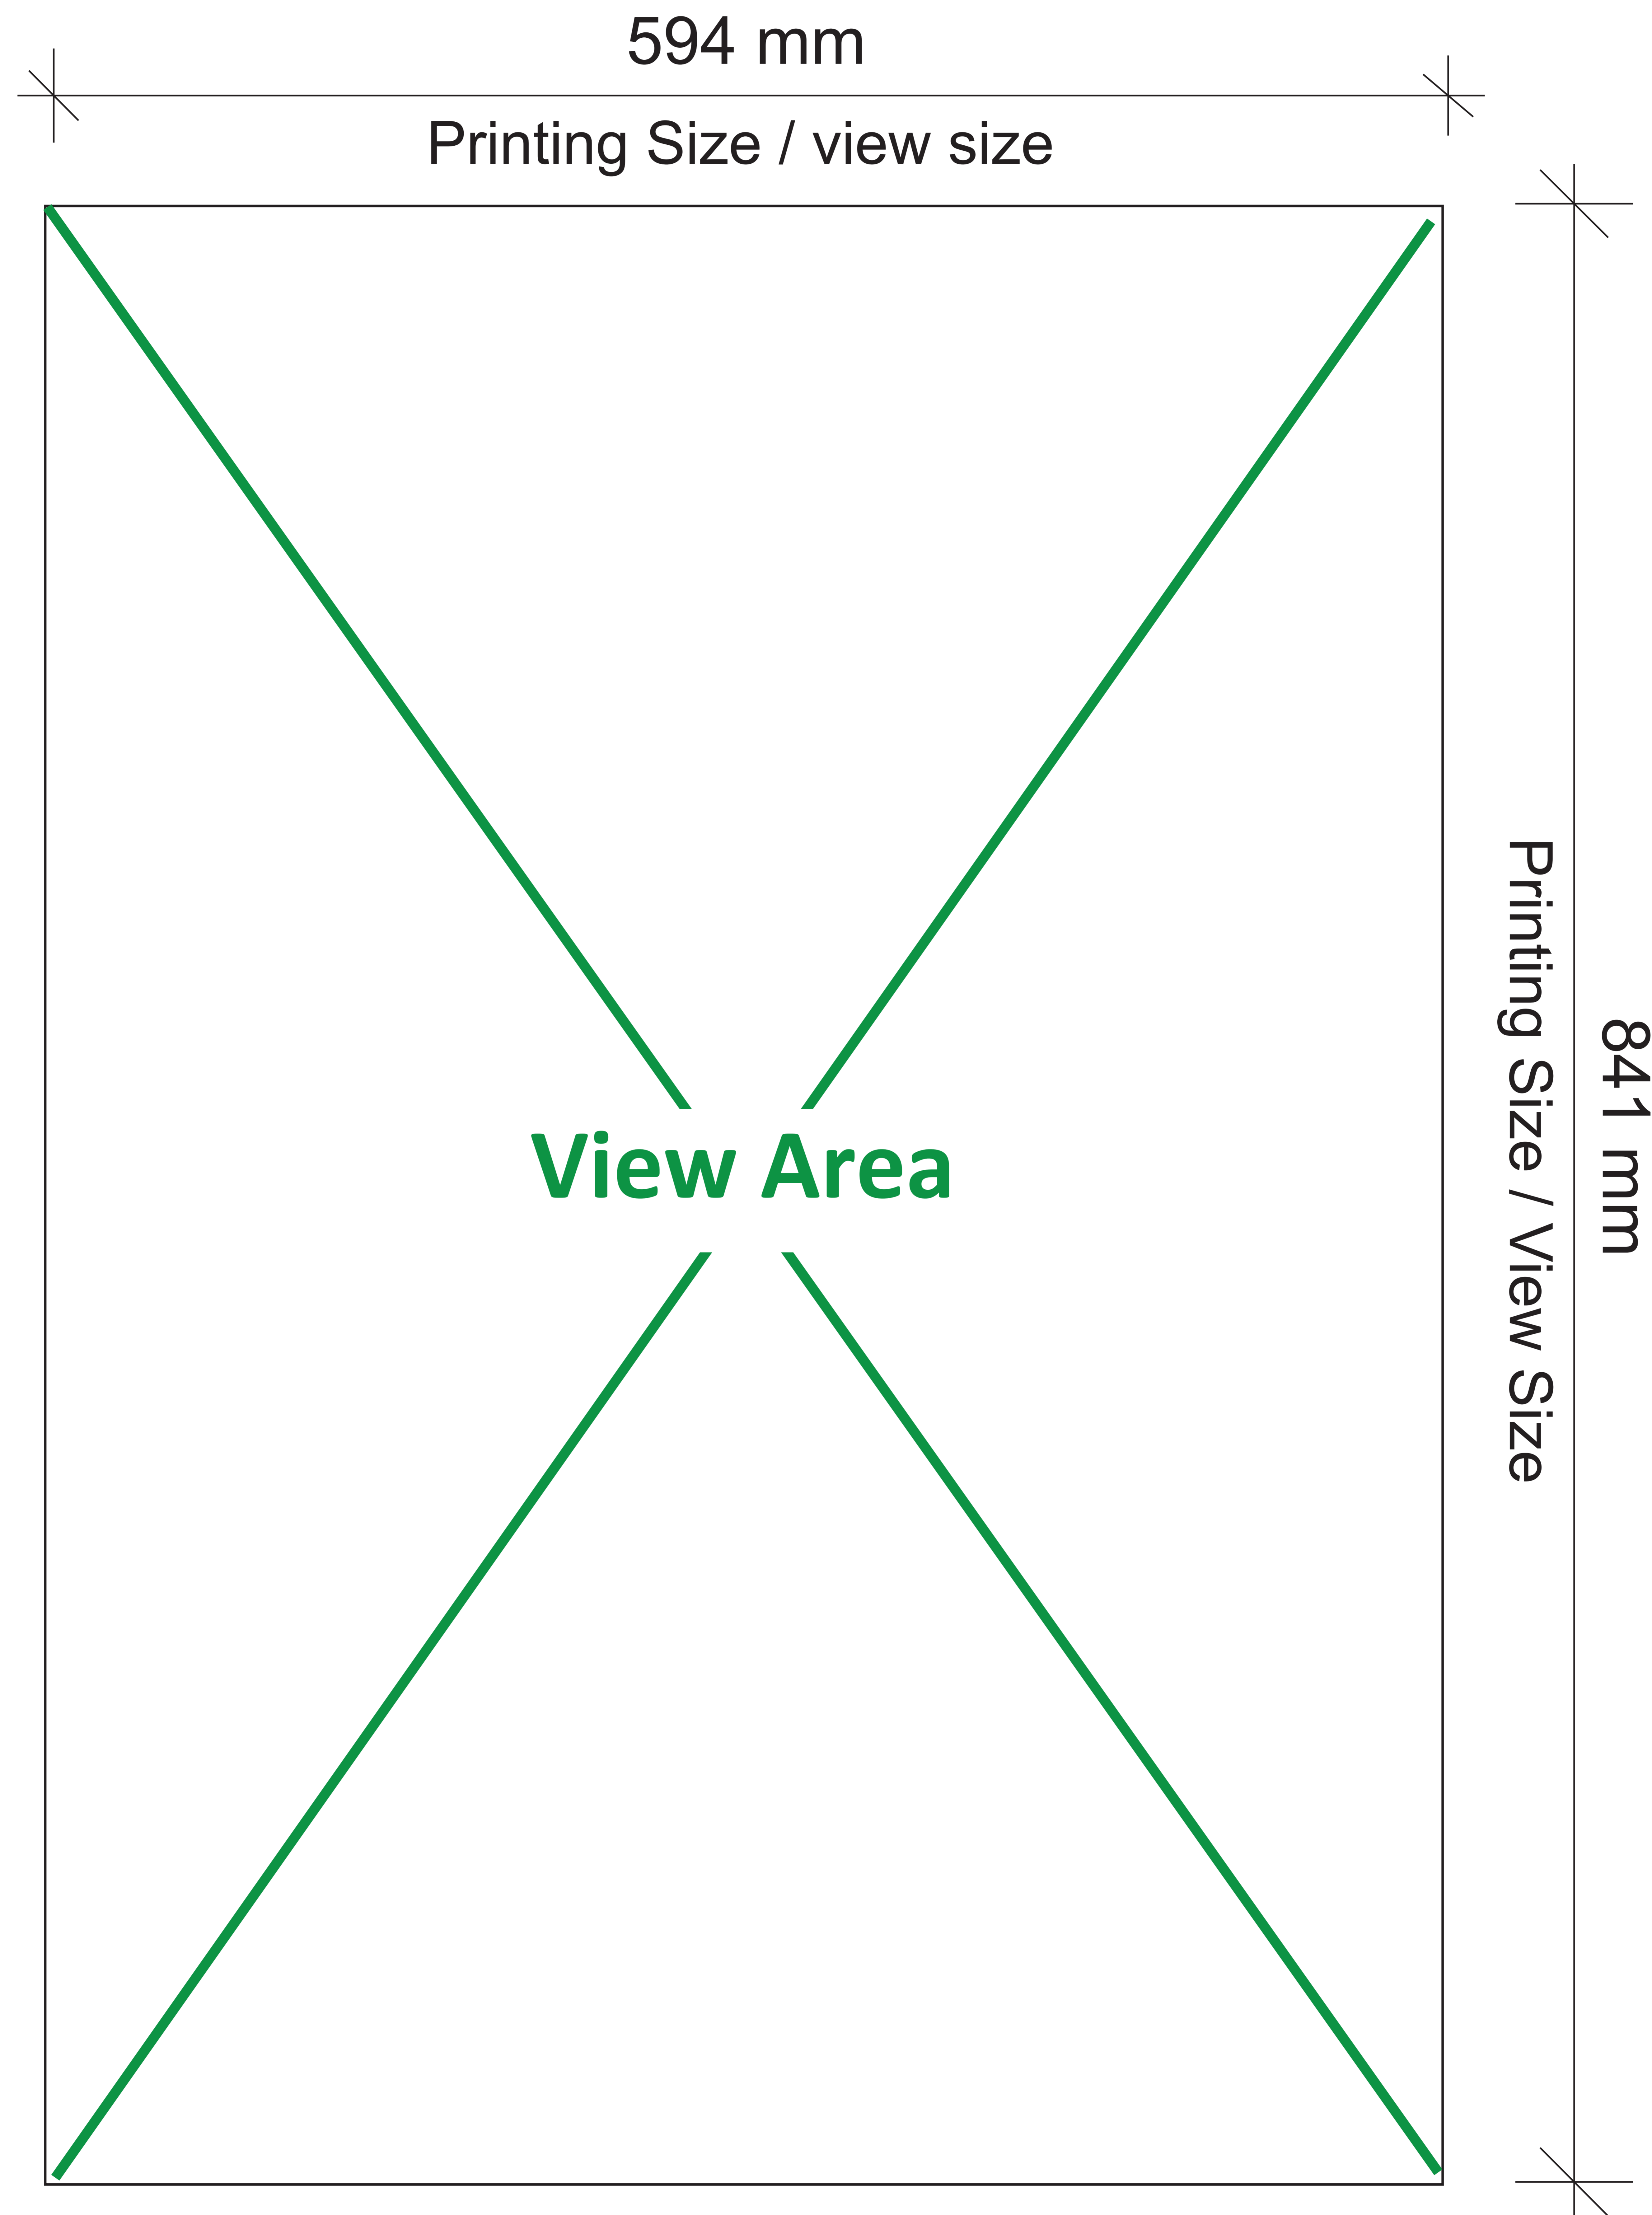 594 mm
Printing Size / view size
View Area
Printing Size / View Size
841 mm